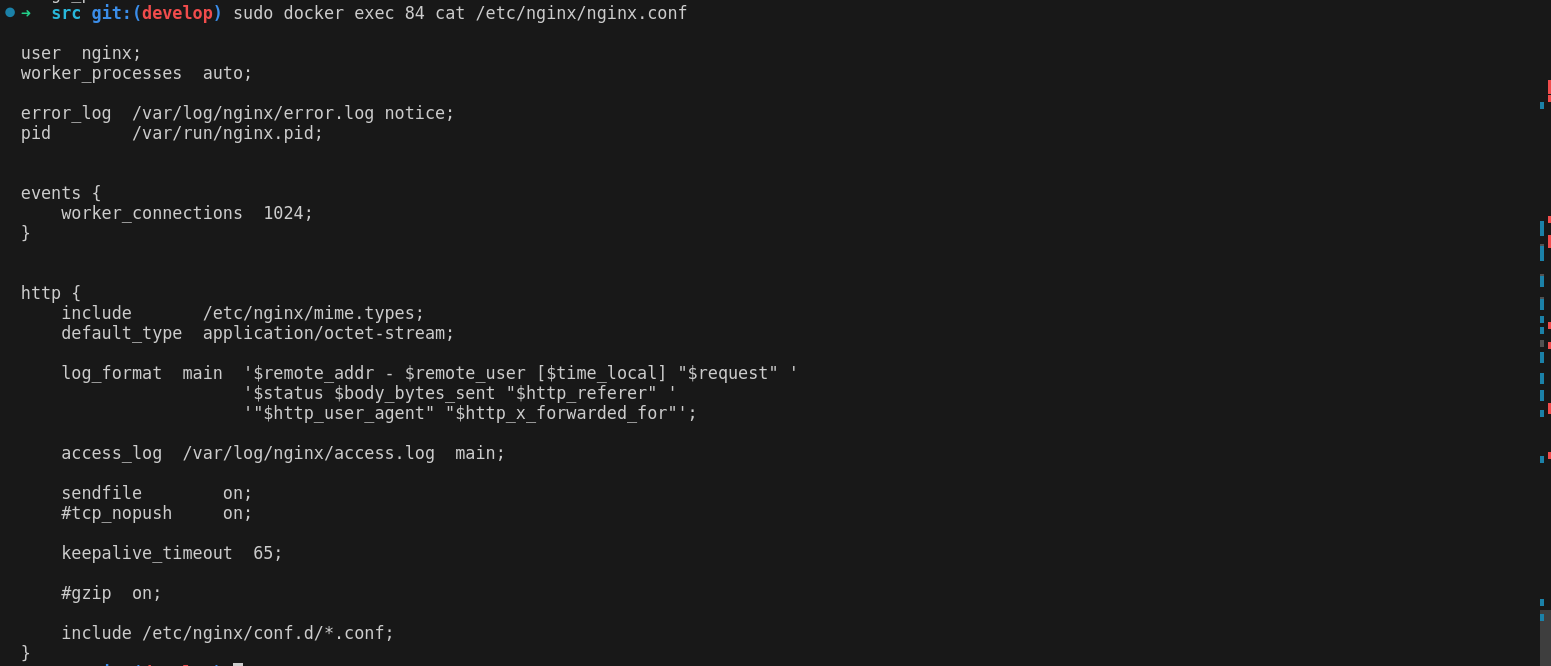 ➜  src git:(develop) sudo docker exec 84 cat /etc/nginx/nginx.conf
user  nginx;
worker_processes  auto;
error_log  /var/log/nginx/error.log notice;
pid        /var/run/nginx.pid;
events {
    worker_connections  1024;
}
http {
    include       /etc/nginx/mime.types;
    default_type  application/octet-stream;
    log_format  main  '$remote_addr - $remote_user [$time_local] "$request" '
                      '$status $body_bytes_sent "$http_referer" '
                      '"$http_user_agent" "$http_x_forwarded_for"';
    access_log  /var/log/nginx/access.log  main;
    sendfile        on;
    #tcp_nopush     on;
    keepalive_timeout  65;
    #gzip  on;
    include /etc/nginx/conf.d/*.conf;
}